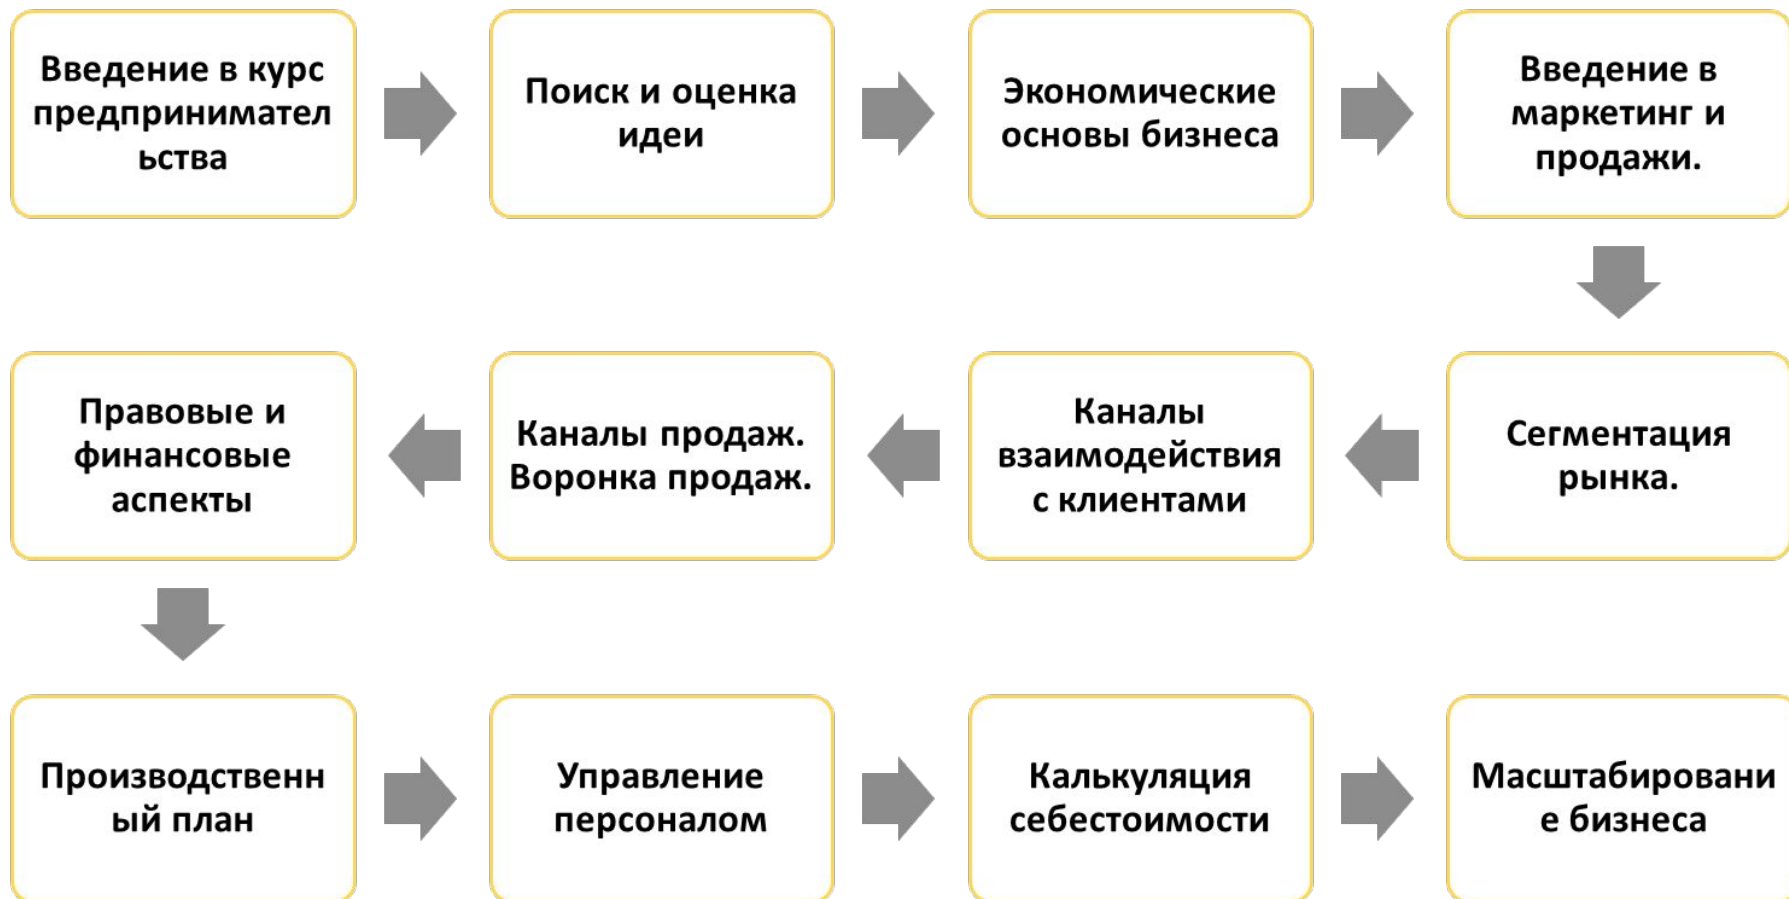 Введение в курс
предпринимател
ьства
Поиск и оценка
идеи
Экономические
основы бизнеса
Введение в
маркетинг и
продажи.
Сегментация
рынка.
Каналы
взаимодействия
с клиентами
Каналы продаж.
Воронка продаж.
Правовые и
финансовые
аспекты
Производственн
ый план
Управление
персоналом
Калькуляция
себестоимости
Масштабировани
е бизнеса